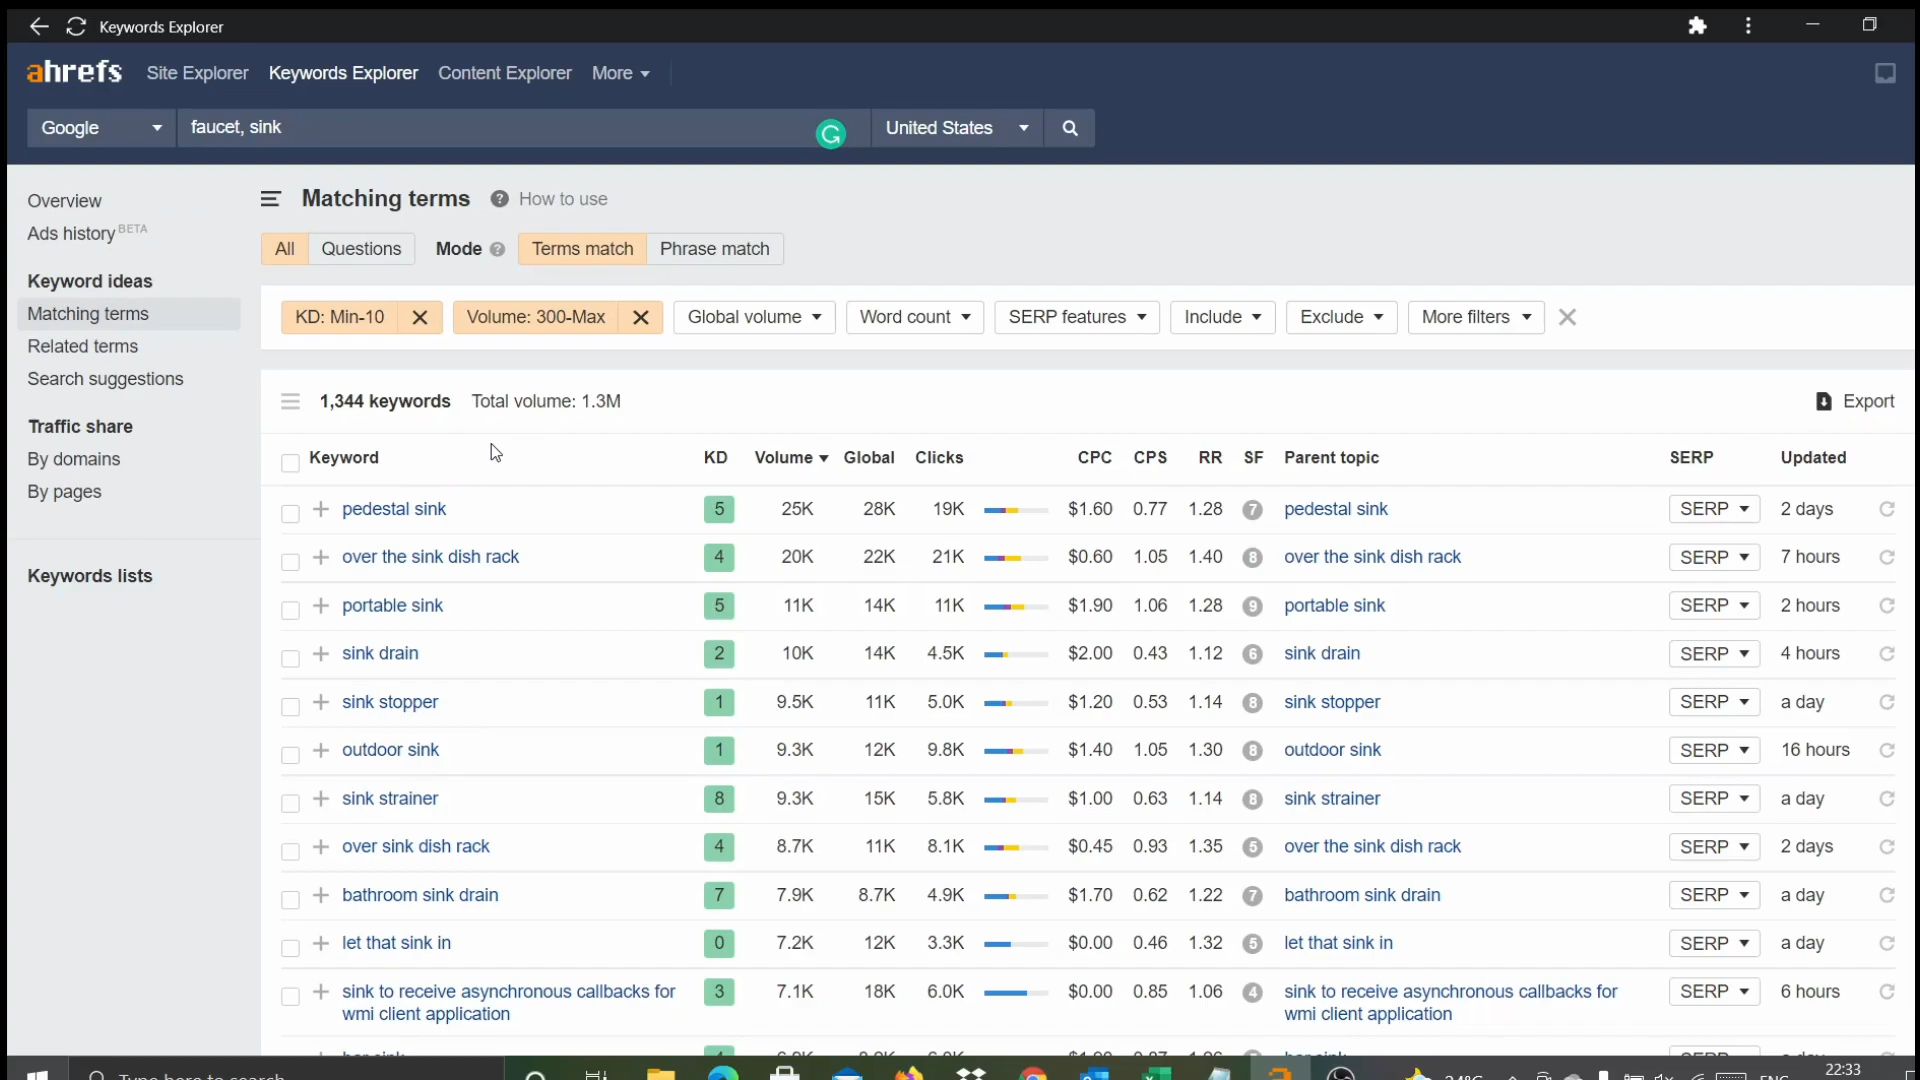 Keywords Explorer
ahrefs Site Explorer Keywords Explorer Content Explorer More
Google faucet, sink United States
Overview
Ads history BETA
Keyword ideas
Matching terms
Related terms
Search suggestions
Traffic share
By domains
By pages
Keywords lists
Matching terms ? How to use
All Questions Mode ? Terms match Phrase match
KD: Min-10 Volume: 300-Max Global volume Word count SERP features Include Exclude More filters
1,344 keywords Total volume: 1.3M Export
Keyword KD Volume Global Clicks CPC CPS RR SF Parent topic SERP Updated
pedestal sink 5 25K 28K 19K $1.60 0.77 1.28 7 pedestal sink SERP 2 days
over the sink dish rack 4 20K 22K 21K $0.60 1.05 1.40 8 over the sink dish rack SERP 7 hours
portable sink 5 11K 14K 11K $1.90 1.06 1.28 9 portable sink SERP 2 hours
sink drain 2 10K 14K 4.5K $2.00 0.43 1.12 6 sink drain SERP 4 hours
sink stopper 1 9.5K 11K 5.0K $1.20 0.53 1.14 8 sink stopper SERP a day
outdoor sink 1 9.3K 12K 9.8K $1.40 1.05 1.30 8 outdoor sink SERP 16 hours
sink strainer 8 9.3K 15K 5.8K $1.00 0.63 1.14 8 sink strainer SERP a day
over sink dish rack 4 8.7K 11K 8.1K $0.45 0.93 1.35 5 over the sink dish rack SERP 2 days
bathroom sink drain 7 7.9K 8.7K 4.9K $1.70 0.62 1.22 7 bathroom sink drain SERP a day
let that sink in 0 7.2K 12K 3.3K $0.00 0.46 1.32 5 let that sink in SERP a day
sink to receive asynchronous callbacks for 3 7.1K 18K 6.0K $0.00 0.85 1.06 4 sink to receive asynchronous callbacks for SERP 6 hours
wmi client application wmi client application
Type here to search 24°C ENG 22:33